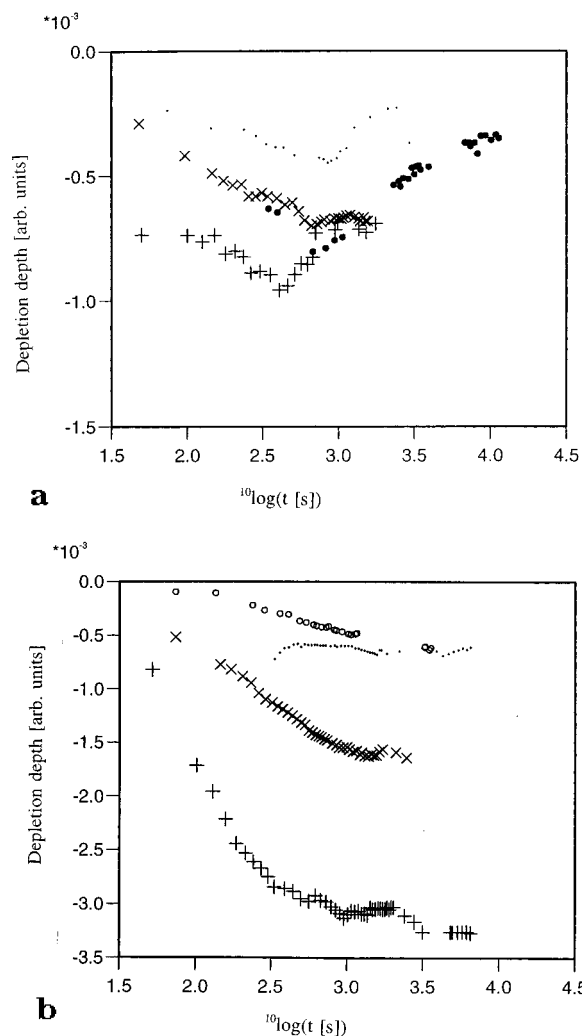 *10⁻³
0.0
-0.5
-1.0
-1.5
Depletion depth [arb. units]
1.5 2.0 2.5 3.0 3.5 4.0 4.5
a
¹⁰log(t [s])
*10⁻³
0.0
-0.5
-1.0
-1.5
-2.0
-2.5
-3.0
-3.5
Depletion depth [arb. units]
1.5 2.0 2.5 3.0 3.5 4.0 4.5
b
¹⁰log(t [s])